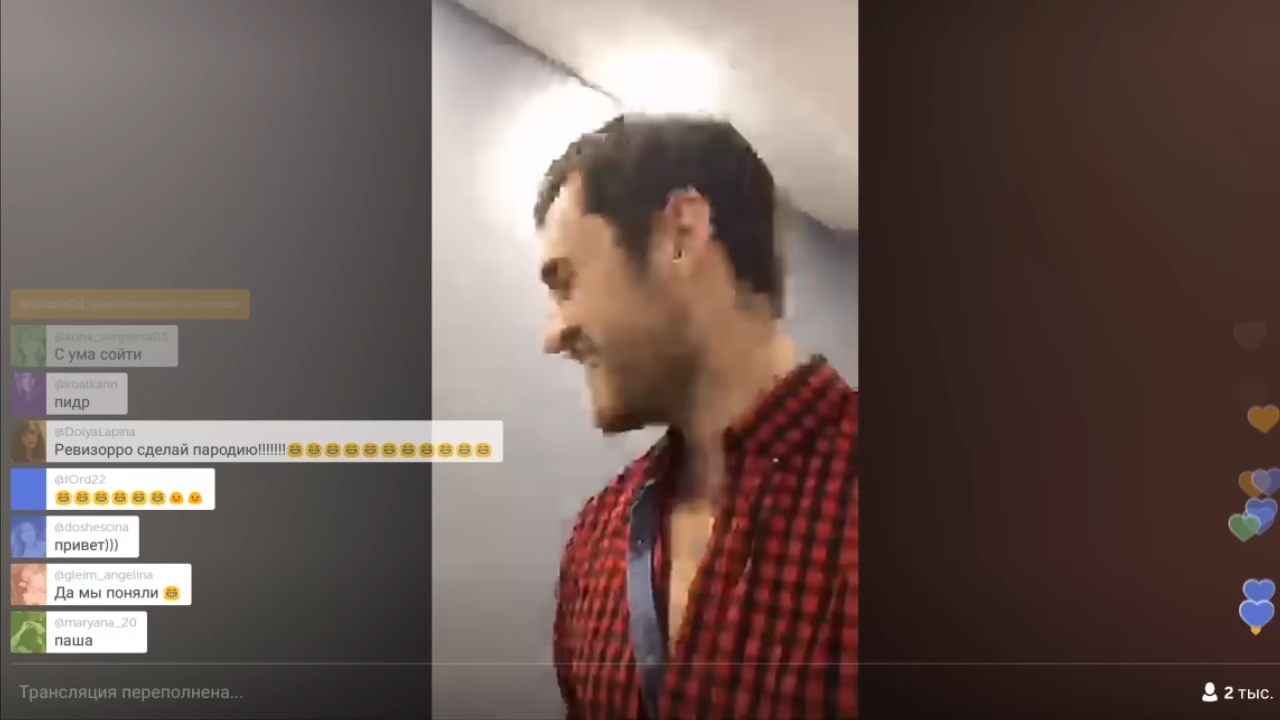 С ума сойти
@koalkann
пидр
@DolyaLapina
Ревизорро сделай пародию!!!!!!!😂😂😂😂😂😂😂😂😂😂😂
@fOrd22
😂😂😂😂😂😂
@doshescina
привет)))
@gleim_angelina
Да мы поняли 😂
@maryana_20
паша
Трансляция переполнена...
2 тыс.